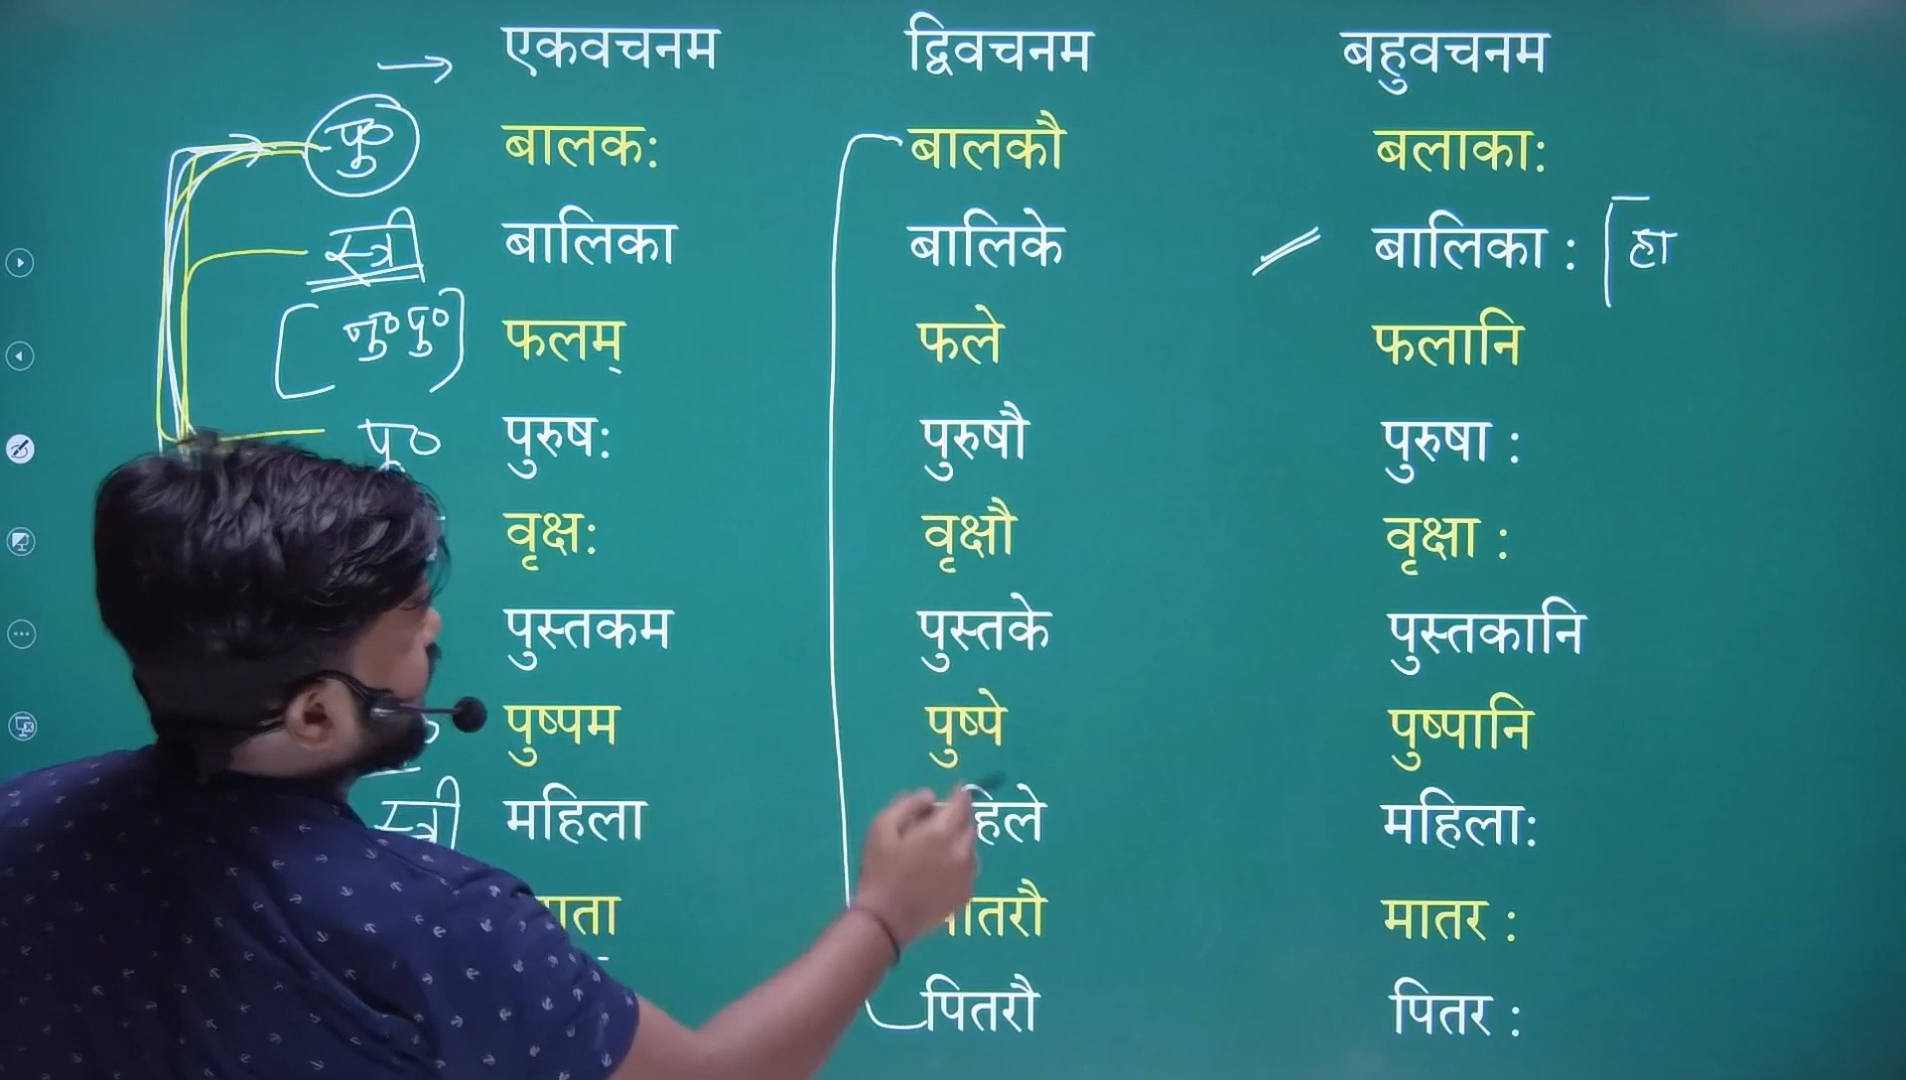 एकवचनम द्विवचनम बहुवचनम
पु० बालक: बालकौ बलाका:
स्त्री बालिका बालिके बालिका : हा
नपु० फलम् फले फलानि
पु० पुरुष: पुरुषौ पुरुषा :
वृक्ष: वृक्षौ वृक्षा :
पुस्तकम पुस्तके पुस्तकानि
पुष्पम पुष्पे पुष्पानि
स्त्री महिला महिला:
मातर :
पितरौ पितर :